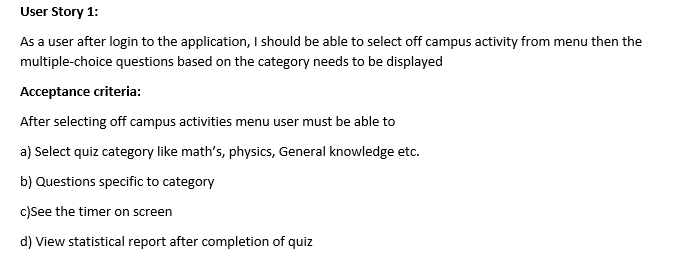 User Story 1:
As a user after login to the application, I should be able to select off campus activity from menu then the
multiple-choice questions based on the category needs to be displayed
Acceptance criteria:
After selecting off campus activities menu user must be able to
a) Select quiz category like math's, physics, General knowledge etc.
b) Questions specific to category
c)See the timer on screen
d) View statistical report after completion of quiz